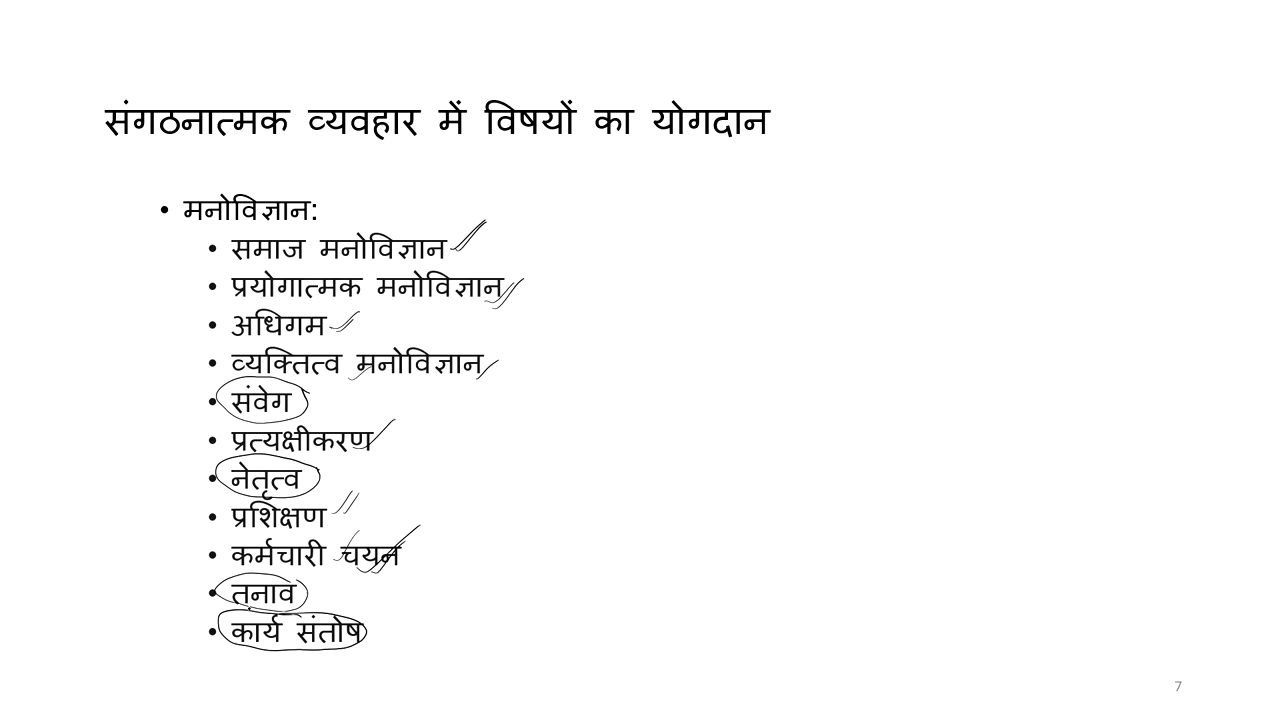 संगठनात्मक व्यवहार में विषयों का योगदान
• मनोविज्ञान:
• समाज मनोविज्ञान
• प्रयोगात्मक मनोविज्ञान
• अधिगम
• व्यक्तित्व मनोविज्ञान
• संवेग
• प्रत्यक्षीकरण
• नेतृत्व
• प्रशिक्षण
• कर्मचारी चयन
• तनाव
• कार्य संतोष
7